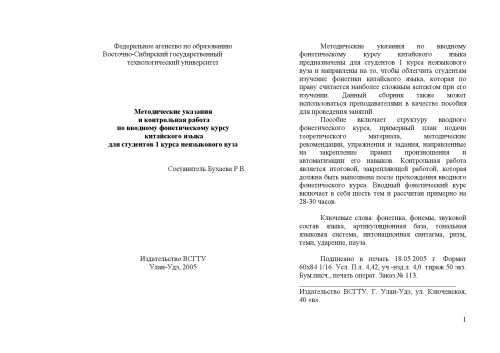 Федеральное агенство по образованию
Восточно-Сибирский государственный
технологический университет
Методические указания
и контрольная работа
по вводному фонетическому курсу
китайского языка
для студентов 1 курса неязыкового вуза
Составитель Бухаева Р.В.
Издательство ВСГТУ
Улан-Удэ, 2005
Методические указания по вводному
фонетическому курсу китайского языка
предназначены для студентов 1 курса неязыкового
вуза и направлены на то, чтобы облегчить студентам
изучение фонетики китайского языка, которая по
праву считается наиболее сложным аспектом при его
изучении. Данный сборник также может
использоваться преподавателями в качестве пособия
для проведения занятий.
Пособие включает структуру вводного
фонетического курса, примерный план подачи
теоретического материала, методические
рекомендации, упражнения и задания, направленные
на закрепление правил произношения и
автоматизации его навыков. Контрольная работа
является итоговой, закрепляющей работой, которая
должна быть выполнена после прохождения вводного
фонетического курса. Вводный фонетический курс
включает в себя шесть тем и рассчитан примерно на
28-30 часов.
Ключевые слова: фонетика, фонемы, звуковой
состав языка, артикуляционная база, тональная
языковая система, интонационная синтагма, ритм,
темп, ударение, пауза.
Подписано в печать 18.05.2005 г. Формат
60х84 1/16. Усл. П.л. 4,42, уч.-изд.л. 4,0. тираж 50 экз.
Бум.писч., печать операт. Заказ № 113.
Издательство ВСГТУ. Г. Улан-Удэ, ул. Ключевская,
40 «в».
1